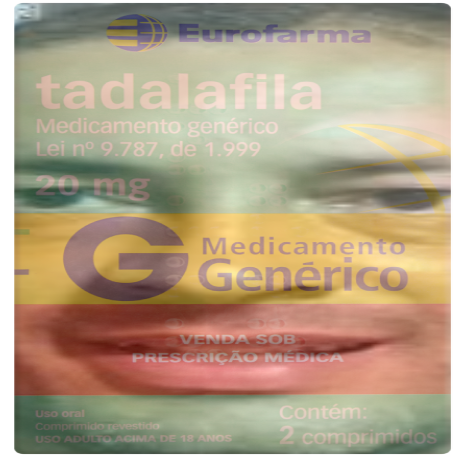 Eurofarma
tadalafila
Medicamento genérico
Lei nº 9.787, de 1.999
20 mg
G Medicamento
Genérico
VENDA SOB
PRESCRIÇÃO MÉDICA
Uso oral
Comprimido revestido
USO ADULTO ACIMA DE 18 ANOS
Contém:
2 comprimidos